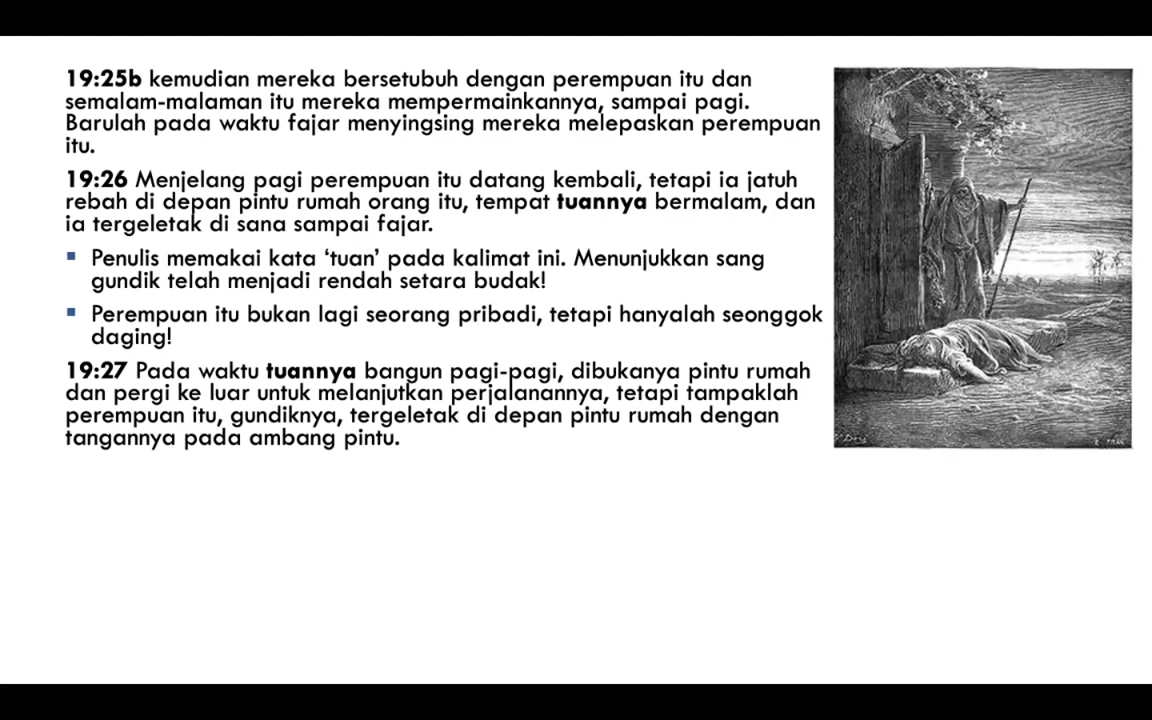 19:25b kemudian mereka bersetubuh dengan perempuan itu dan
semalam-malaman itu mereka mempermainkannya, sampai pagi.
Barulah pada waktu fajar menyingsing mereka melepaskan perempuan
itu.
19:26 Menjelang pagi perempuan itu datang kembali, tetapi ia jatuh
rebah di depan pintu rumah orang itu, tempat tuannya bermalam, dan
ia tergeletak di sana sampai fajar.
▪ Penulis memakai kata ‘tuan’ pada kalimat ini. Menunjukkan sang
gundik telah menjadi rendah setara budak!
▪ Perempuan itu bukan lagi seorang pribadi, tetapi hanyalah seonggok
daging!
19:27 Pada waktu tuannya bangun pagi-pagi, dibukanya pintu rumah
dan pergi ke luar untuk melanjutkan perjalanannya, tetapi tampaklah
perempuan itu, gundiknya, tergeletak di depan pintu rumah dengan
tangannya pada ambang pintu.